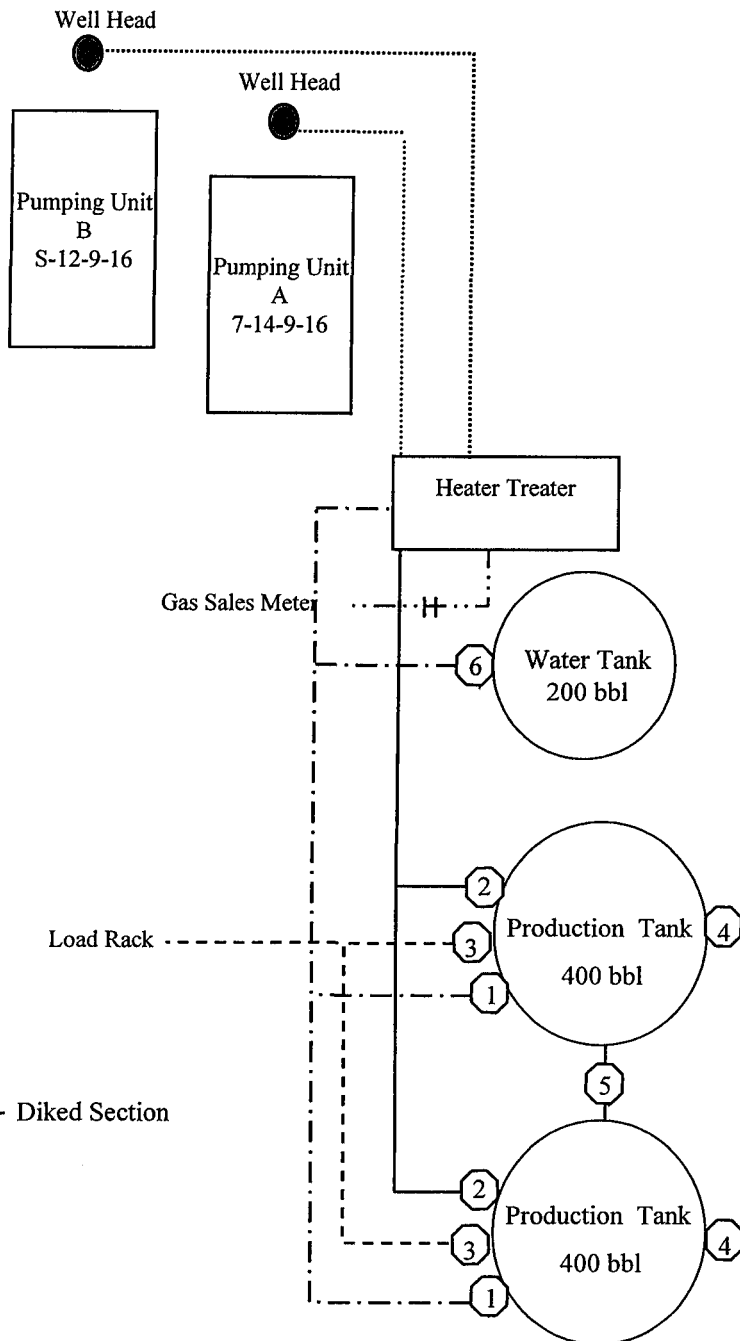 Well Head
Well Head
Pumping Unit
B
S-12-9-16
Pumping Unit
A
7-14-9-16
Heater Treater
Gas Sales Meter
6
Water Tank
200 bbl
2
Production Tank
4
Load Rack
3
400 bbl
1
5
Diked Section
2
Production Tank
4
3
400 bbl
1